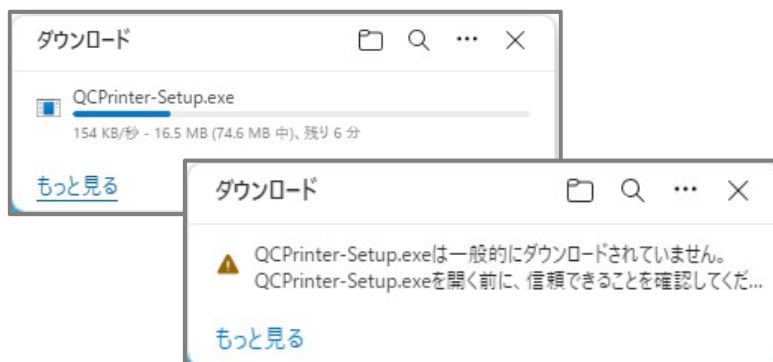 ダウンロード
QCPrinter-Setup.exe
154 KB/秒 - 16.5 MB (74.6 MB 中)、残り 6 分
もっと見る
ダウンロード
QCPrinter-Setup.exeは一般的にダウンロードされていません。
QCPrinter-Setup.exeを開く前に、信頼できることを確認してくだ...
もっと見る